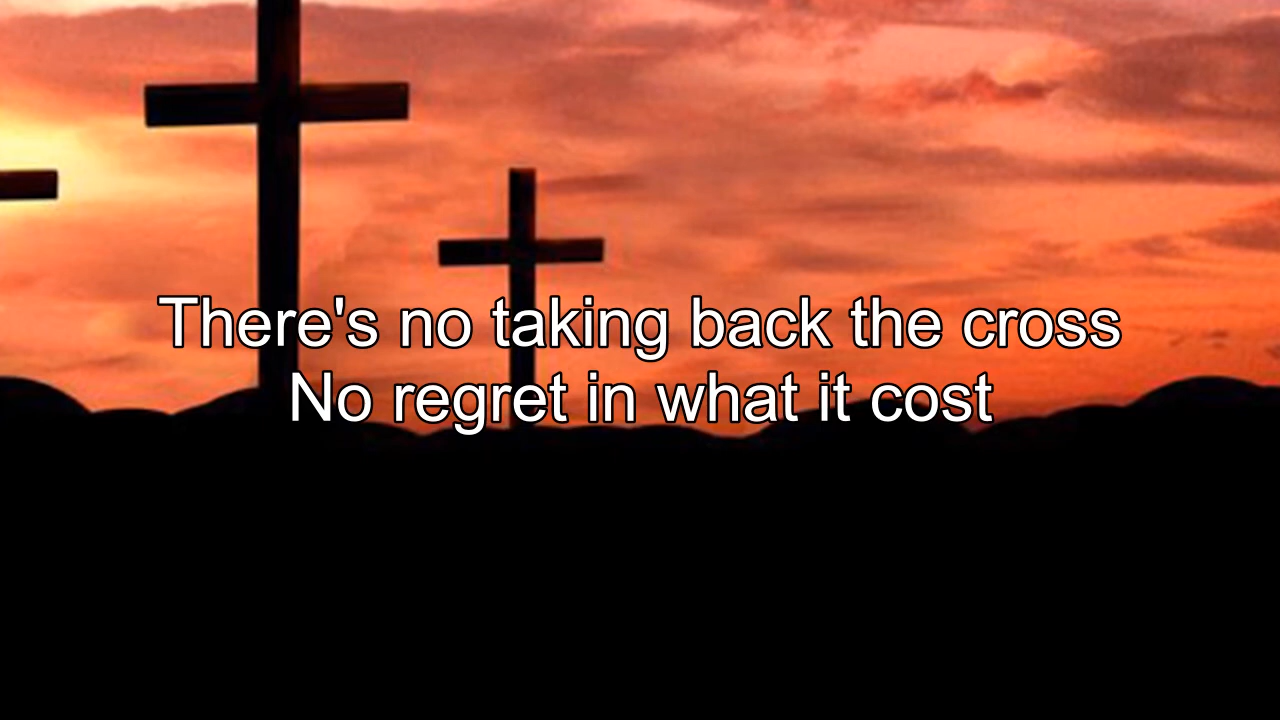 There's no taking back the cross
No regret in what it cost